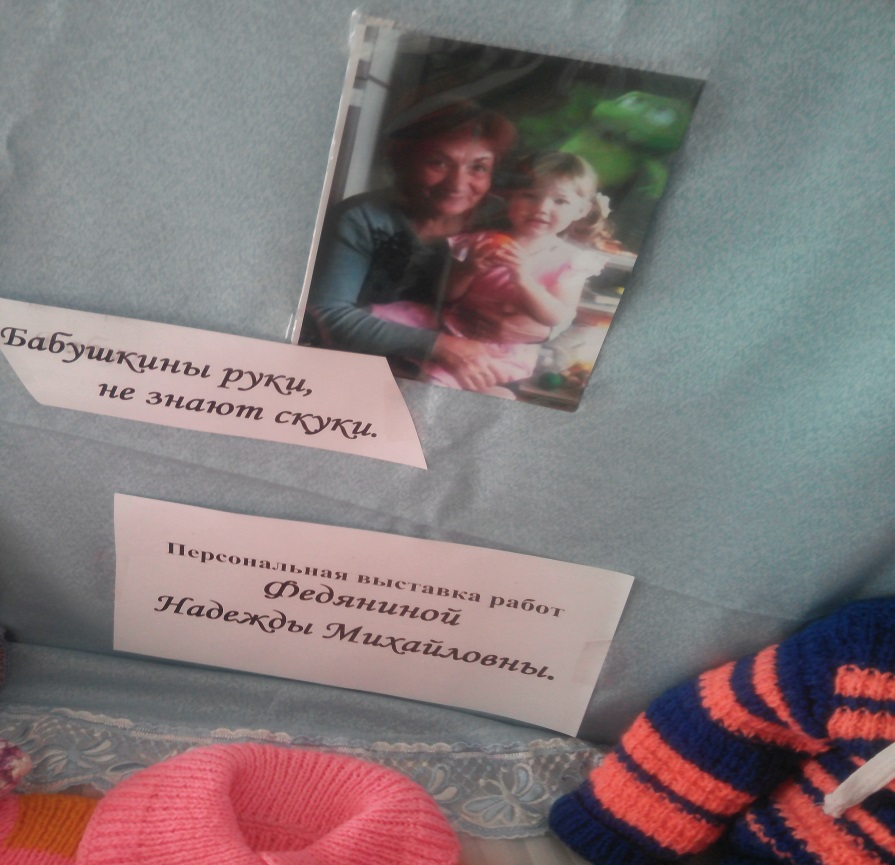 Бабушкины руки,
не знают скуки.
Персональная выставка работ
Федяниной
Надежды Михайловны.